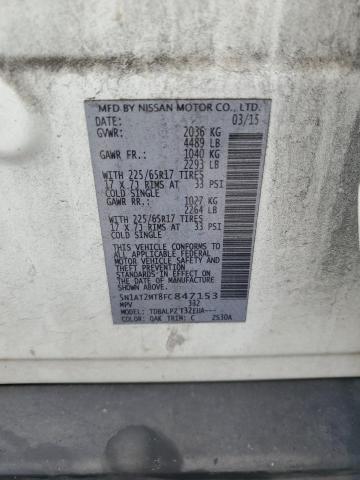 MFD BY NISSAN MOTOR CO., LTD.
DATE: 03/15
GVWR: 2036 KG
4489 LB
GAWR FR.: 1040 KG
2293 LB
WITH 225/65R17 TIRES
17 X 7J RIMS AT 33 PSI
COLD SINGLE
GAWR RR.: 1027 KG
2264 LB
WITH 225/65R17 TIRES
17 X 7J RIMS AT 33 PSI
COLD SINGLE
THIS VEHICLE CONFORMS TO
ALL APPLICABLE FEDERAL
MOTOR VEHICLE SAFETY AND
THEFT PREVENTION STANDARDS
IN EFFECT ON THE DATE OF
MANUFACTURE SHOWN ABOVE.
5N1AT2MT8FC847153
MPV 332
MODEL:
COLOR: QAK TRIM: C 2530A